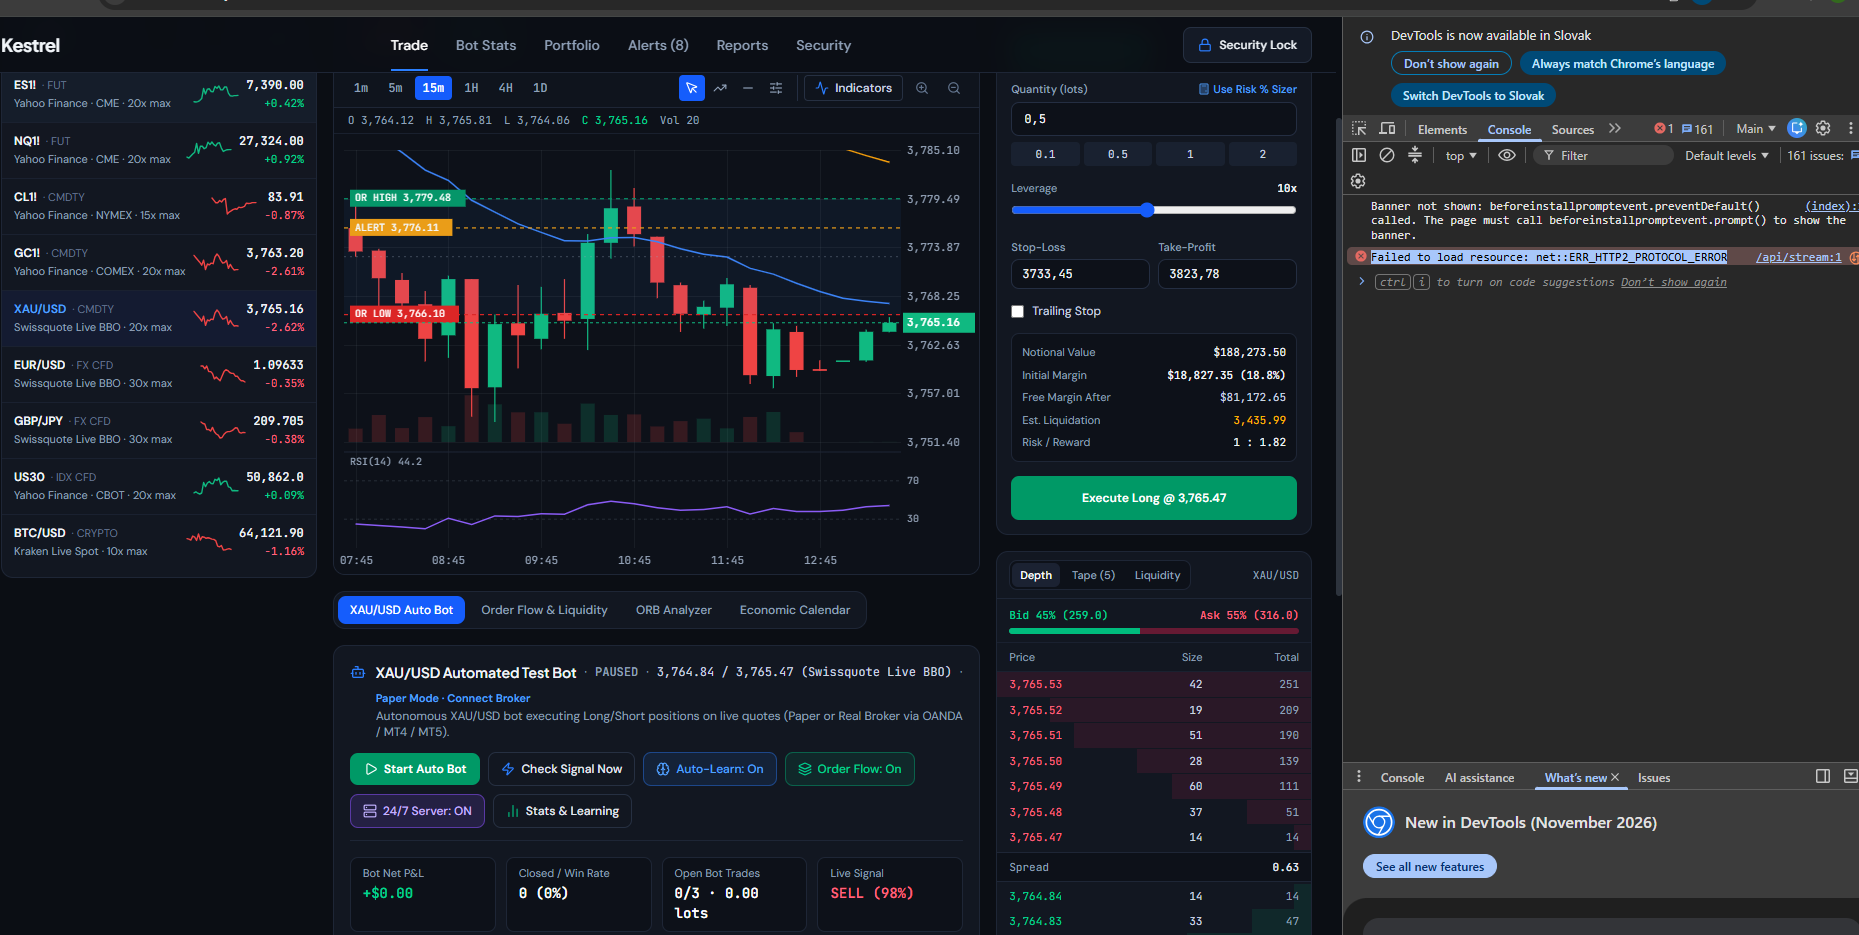 Kestrel
Trade
Bot Stats
Portfolio
Alerts (8)
Reports
Security
Security Lock
ES1! · FUT
7,390.00
Yahoo Finance · CME · 20x max
+0.42%
NQ1! · FUT
27,324.00
Yahoo Finance · CME · 20x max
+0.92%
CL1! · CMDTY
83.91
Yahoo Finance · NYMEX · 15x max
-0.87%
GC1! · CMDTY
3,763.20
Yahoo Finance · COMEX · 20x max
-2.61%
XAU/USD · CMDTY
3,765.16
Swissquote Live BBO · 20x max
-2.62%
EUR/USD · FX CFD
1.09633
Swissquote Live BBO · 30x max
-0.35%
GBP/JPY · FX CFD
209.705
Swissquote Live BBO · 30x max
-0.38%
US30 · IDX CFD
50,862.0
Yahoo Finance · CBOT · 20x max
+0.09%
BTC/USD · CRYPTO
64,121.90
Kraken Live Spot · 10x max
-1.16%
1m 5m 15m 1H 4H 1D
Indicators
O 3,764.12 H 3,765.81 L 3,764.06 C 3,765.16 Vol 20
3,785.10
OR HIGH 3,779.48
3,779.49
ALERT 3,776.11
3,773.87
3,768.25
OR LOW 3,766.10
3,765.16
3,762.63
3,757.01
3,751.40
RSI(14) 44.2
70
30
07:45 08:45 09:45 10:45 11:45 12:45
XAU/USD Auto Bot
Order Flow & Liquidity
ORB Analyzer
Economic Calendar
XAU/USD Automated Test Bot · PAUSED · 3,764.84 / 3,765.47 (Swissquote Live BBO) ·
Paper Mode · Connect Broker
Autonomous XAU/USD bot executing Long/Short positions on live quotes (Paper or Real Broker via OANDA
/ MT4 / MT5).
Start Auto Bot
Check Signal Now
Auto-Learn: On
Order Flow: On
24/7 Server: ON
Stats & Learning
Bot Net P&L
+$0.00
Closed / Win Rate
0 (0%)
Open Bot Trades
0/3 · 0.00
lots
Live Signal
SELL (98%)
Quantity (lots)
Use Risk % Sizer
0,5
0.1 0.5 1 2
Leverage
10x
Stop-Loss
Take-Profit
3733,45
3823,78
Trailing Stop
Notional Value
$188,273.50
Initial Margin
$18,827.35 (18.8%)
Free Margin After
$81,172.65
Est. Liquidation
3,435.99
Risk / Reward
1 : 1.82
Execute Long @ 3,765.47
Depth
Tape (5)
Liquidity
XAU/USD
Bid 45% (259.0)
Ask 55% (316.0)
Price Size Total
3,765.53 42 251
3,765.52 19 209
3,765.51 51 190
3,765.50 28 139
3,765.49 60 111
3,765.48 37 51
3,765.47 14 14
Spread 0.63
3,764.84 14 14
3,764.83 33 47
DevTools is now available in Slovak
Don't show again
Always match Chrome's language
Switch DevTools to Slovak
Elements
Console
Sources
1
161
Main
top
Filter
Default levels
161 issues:
Banner not shown: beforeinstallpromptevent.preventDefault()
(index):
called. The page must call beforeinstallpromptevent.prompt() to show the
banner.
Failed to load resource: net::ERR_HTTP2_PROTOCOL_ERROR
/api/stream:1
ctrl i to turn on code suggestions Don't show again
Console
AI assistance
What's new
Issues
New in DevTools (November 2026)
See all new features